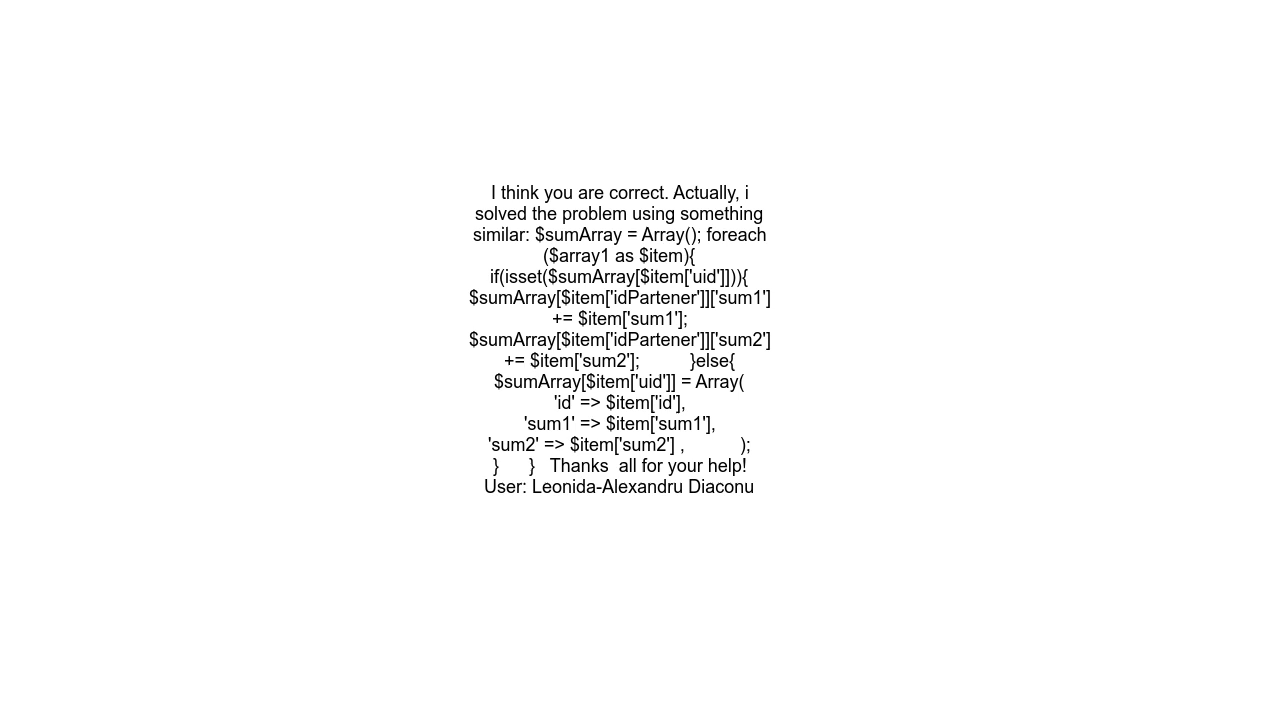 I think you are correct. Actually, i
solved the problem using something
similar: $sumArray = Array(); foreach
($array1 as $item){
if(isset($sumArray[$item['uid']])){
$sumArray[$item['idPartener']]['sum1']
+= $item['sum1'];
$sumArray[$item['idPartener']]['sum2']
+= $item['sum2'];          }else{
$sumArray[$item['uid']] = Array(
'id' => $item['id'],
'sum1' => $item['sum1'],
'sum2' => $item['sum2'] ,           );
}      }   Thanks  all for your help!
User: Leonida-Alexandru Diaconu